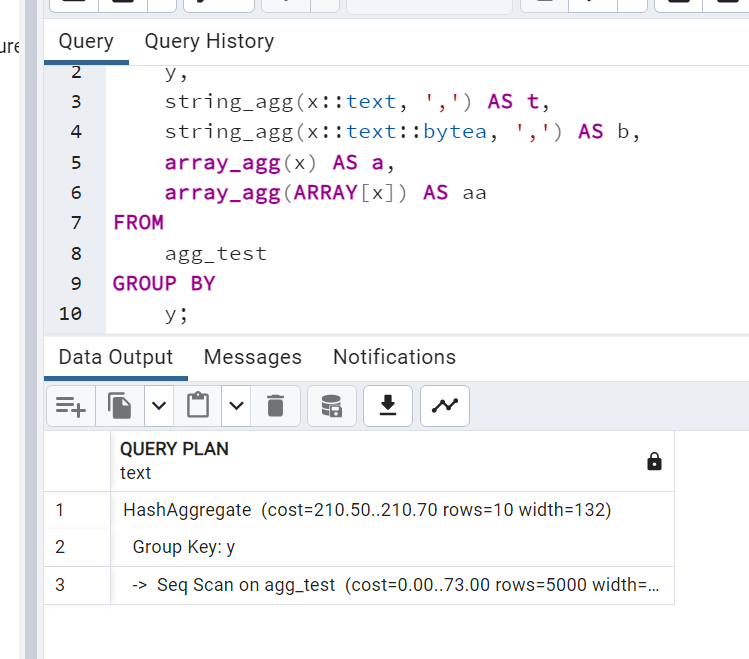 ure
Query Query History
2 y,
3 string_agg(x::text, ',') AS t,
4 string_agg(x::text::bytea, ',') AS b,
5 array_agg(x) AS a,
6 array_agg(ARRAY[x]) AS aa
7 FROM
8 agg_test
9 GROUP BY
10 y;
Data Output Messages Notifications
QUERY PLAN
text
1 HashAggregate (cost=210.50..210.70 rows=10 width=132)
2 Group Key: y
3 -> Seq Scan on agg_test (cost=0.00..73.00 rows=5000 width=...